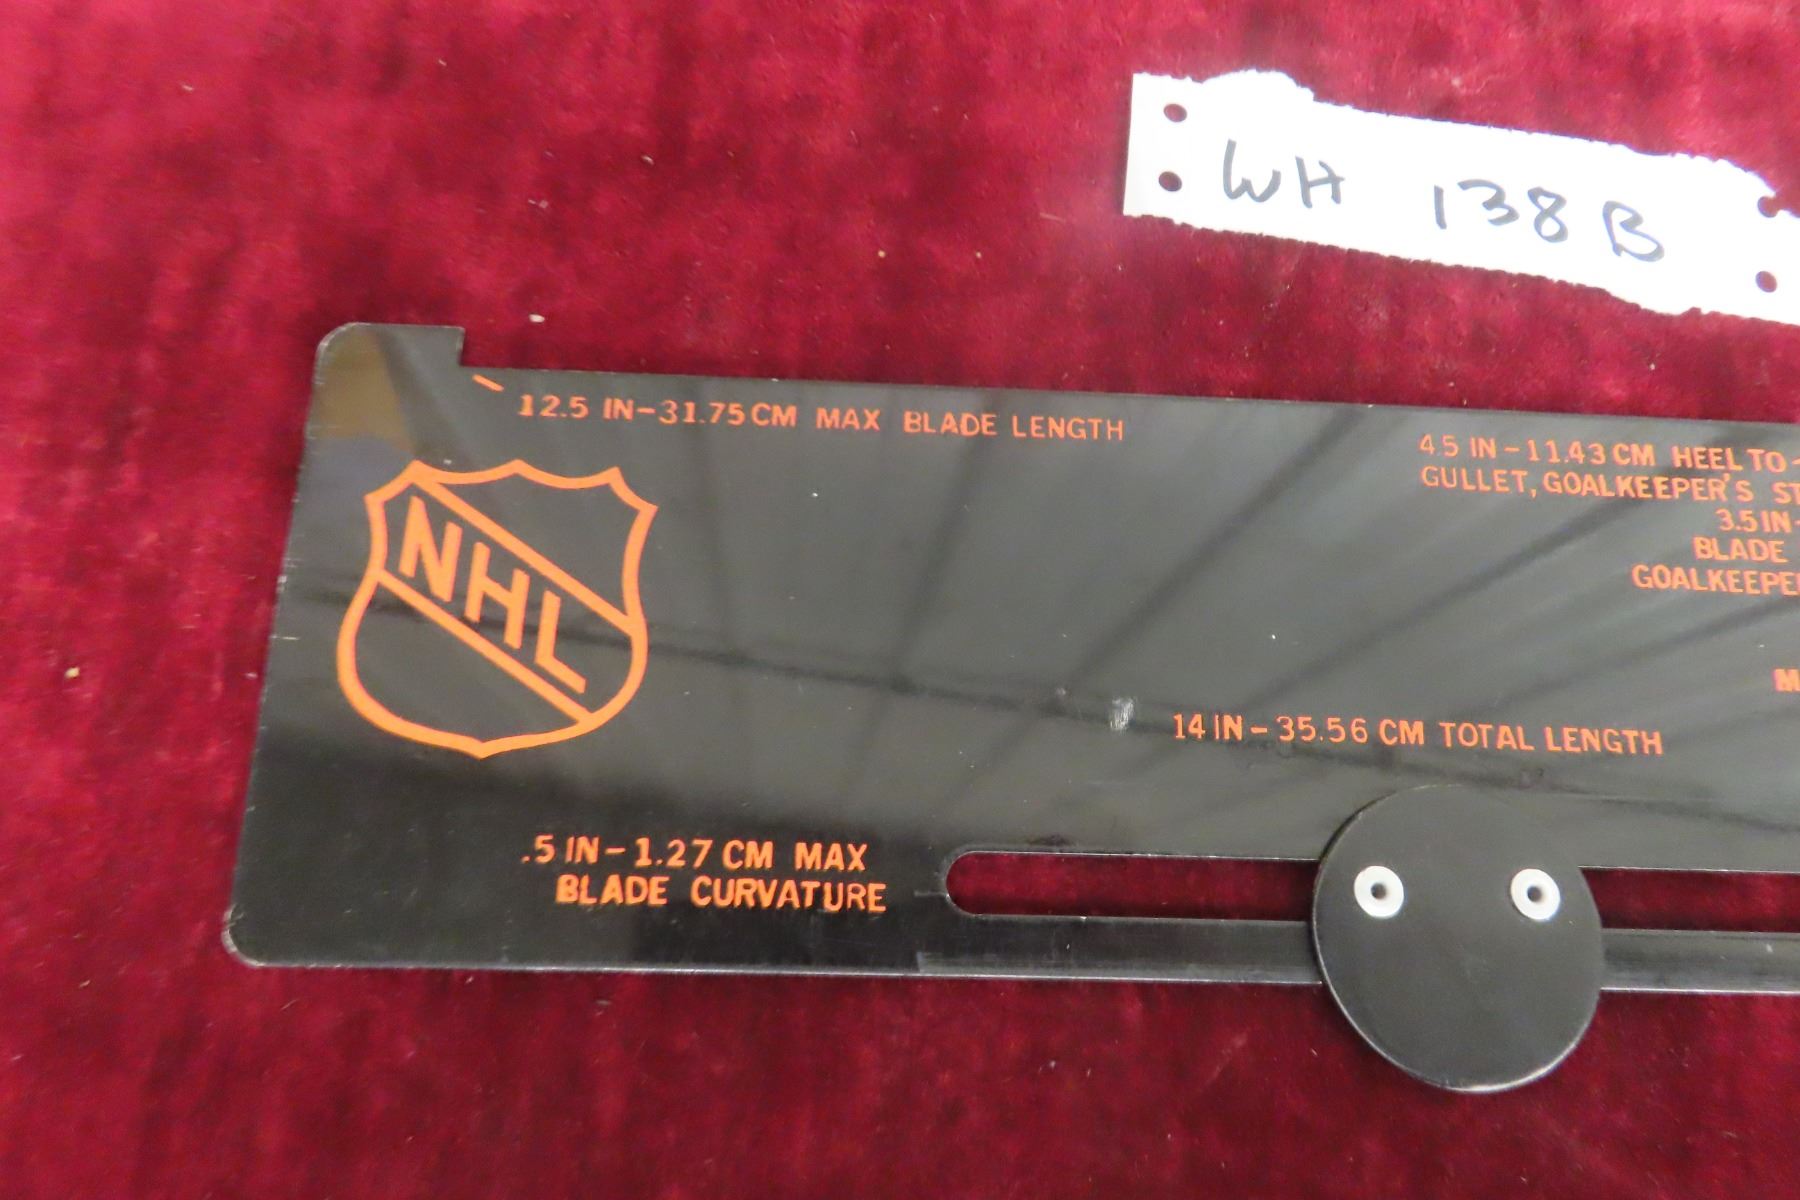 WH 138 B
12.5 IN-31.75 CM MAX BLADE LENGTH
4.5 IN-11.43 CM HEEL TO
GULLET, GOALKEEPER'S ST
3.5 IN-
BLADE
GOALKEEPE
M
NHL
14 IN-35.56 CM TOTAL LENGTH
.5 IN-1.27 CM MAX
BLADE CURVATURE